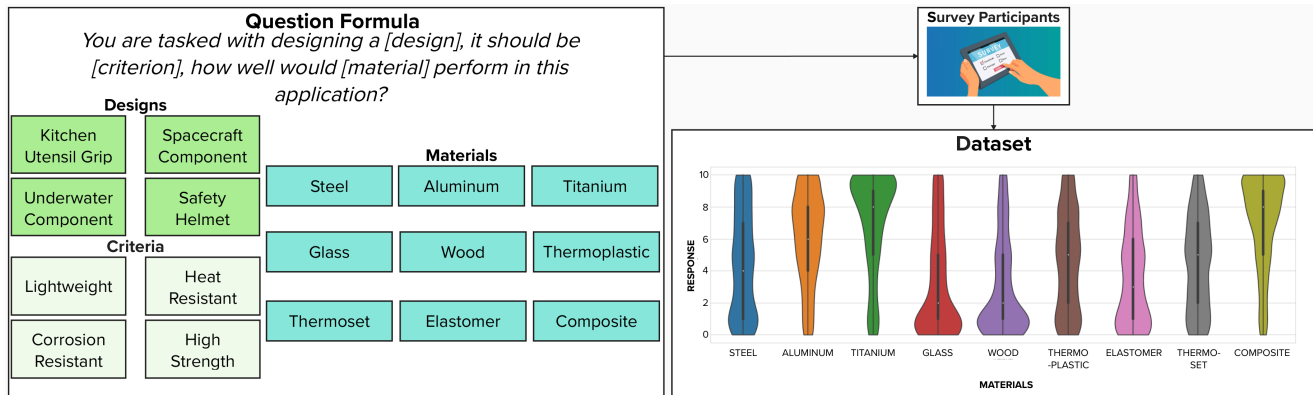 Question Formula
You are tasked with designing a [design], it should be
[criterion], how well would [material] perform in this
application?
Designs
Kitchen
Utensil Grip
Spacecraft
Component
Underwater
Component
Safety
Helmet
Criteria
Lightweight
Heat
Resistant
Corrosion
Resistant
High
Strength
Materials
Steel
Aluminum
Titanium
Glass
Wood
Thermoplastic
Thermoset
Elastomer
Composite
Survey Participants
SURVEY
Dataset
10
8
6
4
2
0
RESPONSE
STEEL
ALUMINUM
TITANIUM
GLASS
WOOD
THERMO
-PLASTIC
ELASTOMER
THERMO-
SET
COMPOSITE
MATERIALS